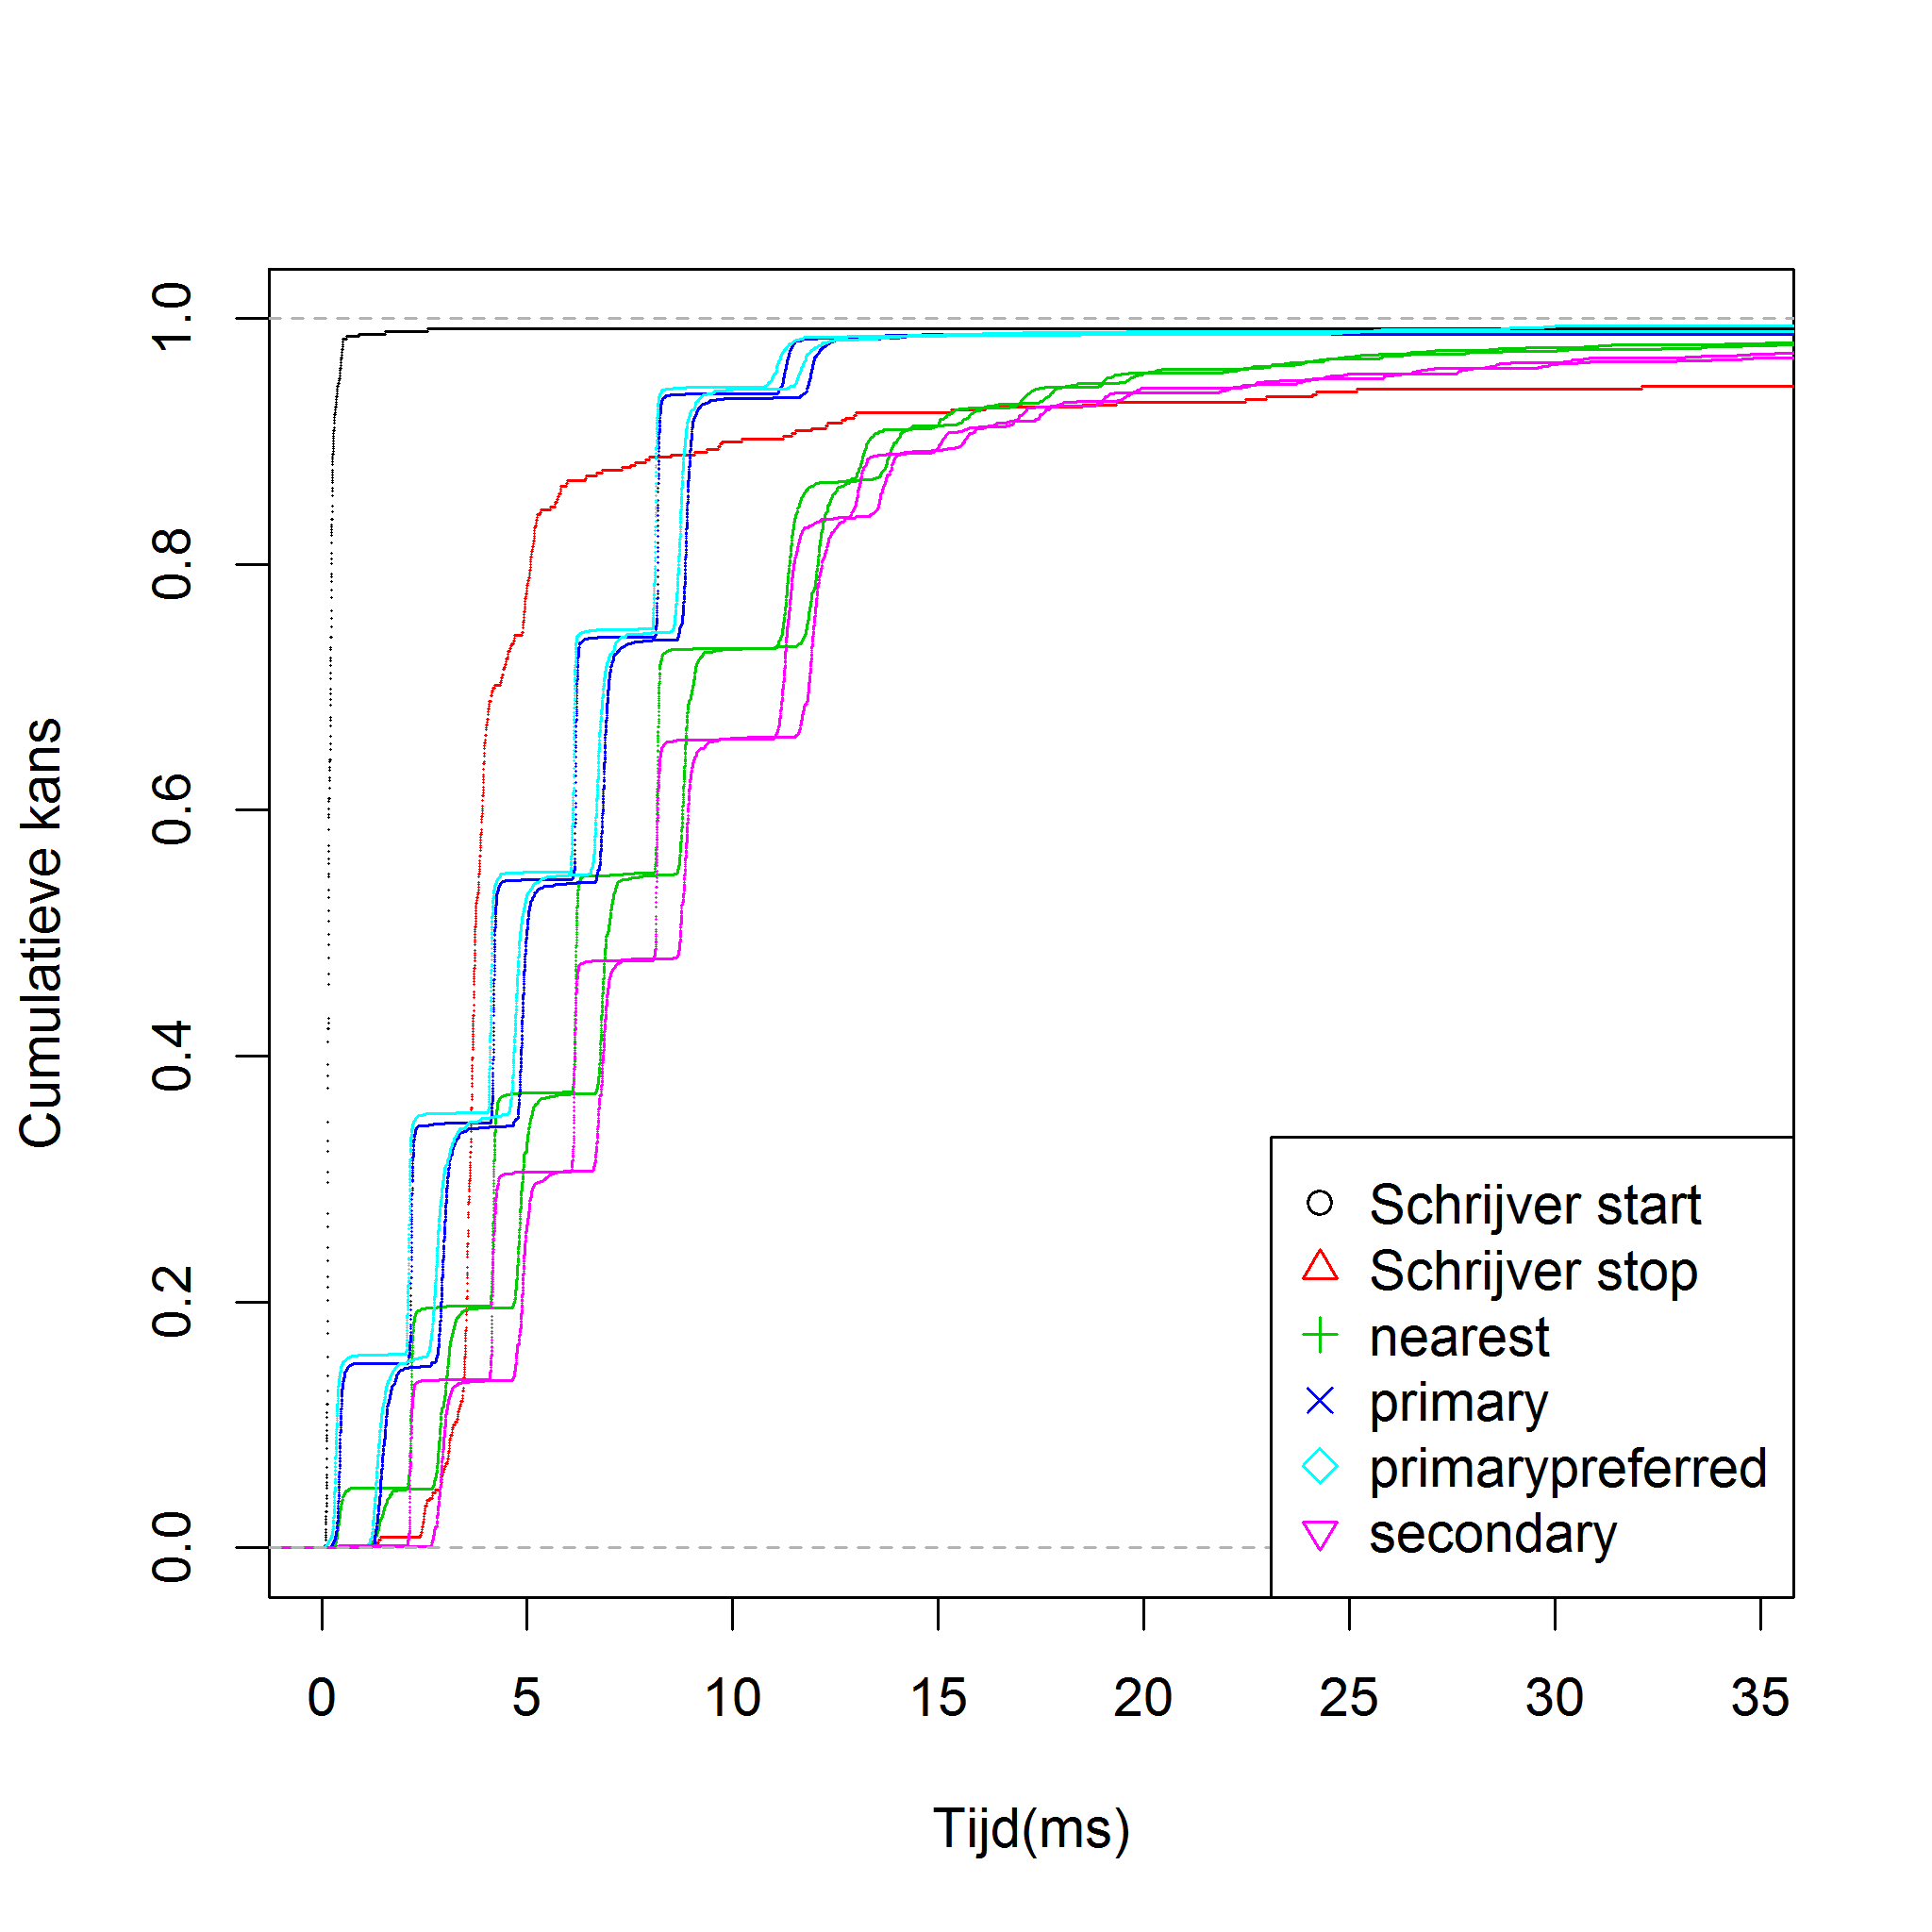 Cumulatieve kans
1.0
0.8
0.6
0.4
0.2
0.0
Schrijver start
Schrijver stop
nearest
primary
primarypreferred
secondary
0 5 10 15 20 25 30 35
Tijd(ms)